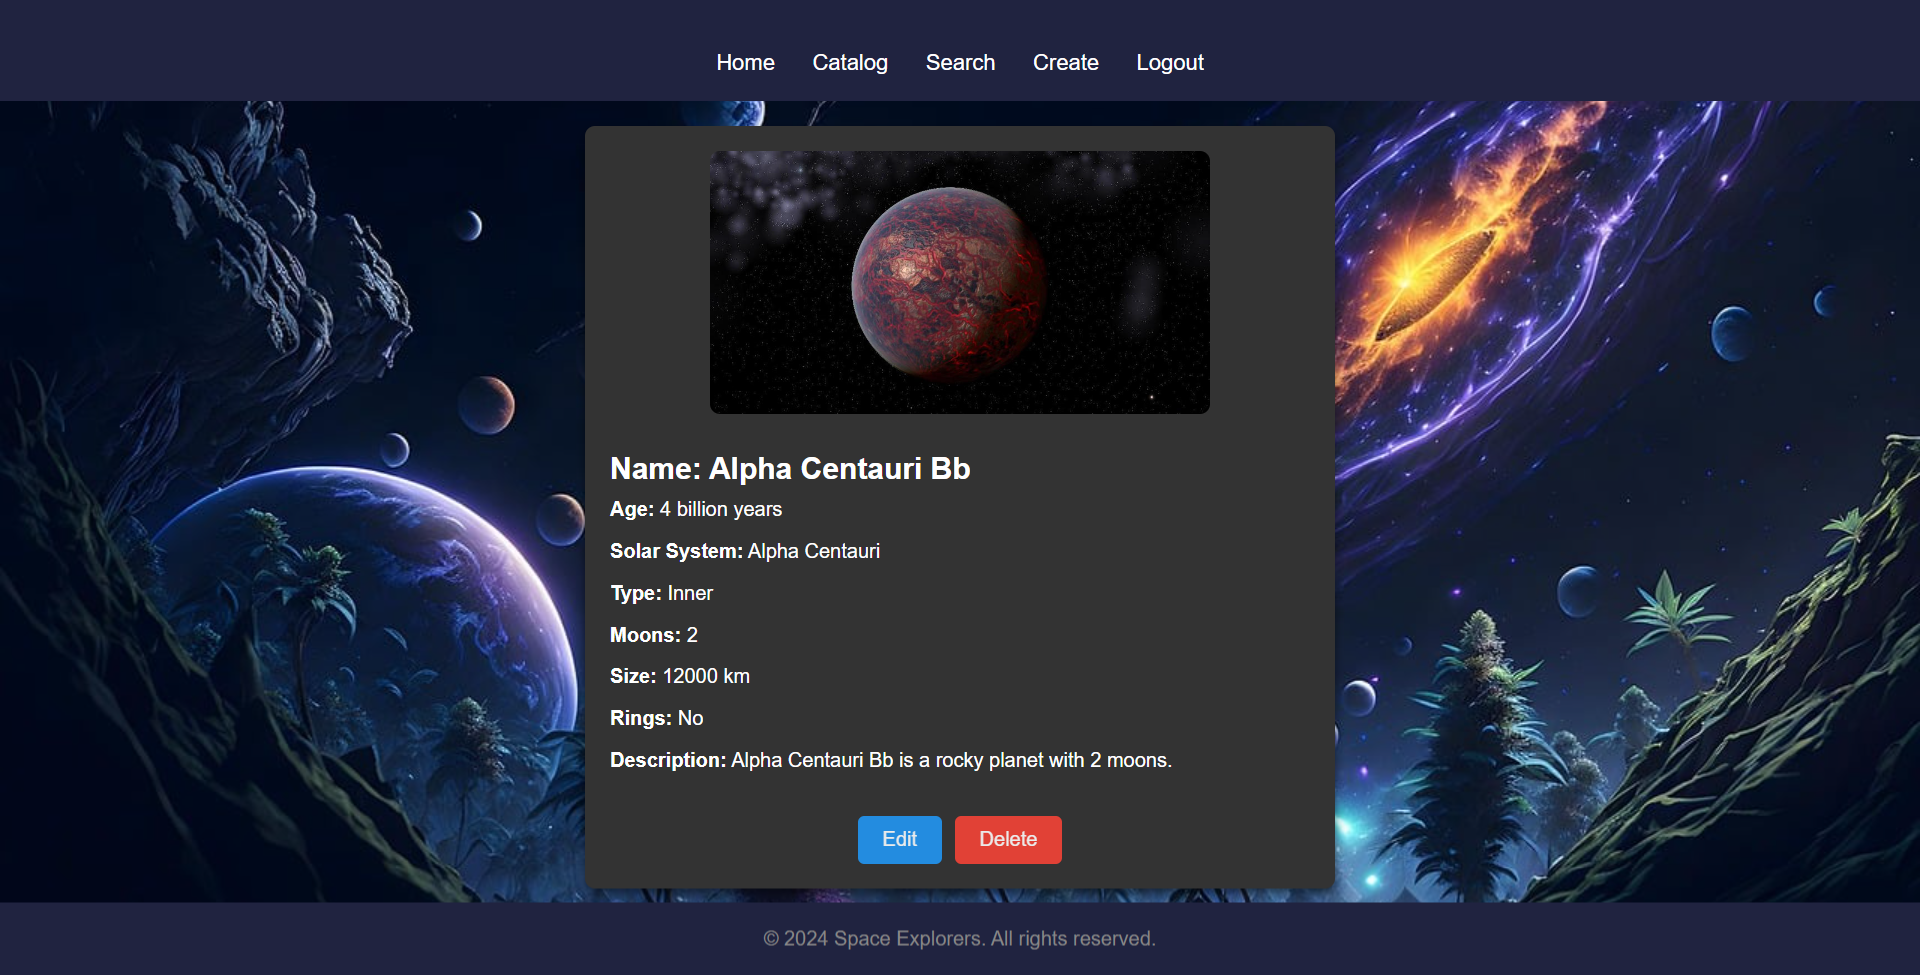 Home Catalog Search Create Logout
Name: Alpha Centauri Bb
Age: 4 billion years
Solar System: Alpha Centauri
Type: Inner
Moons: 2
Size: 12000 km
Rings: No
Description: Alpha Centauri Bb is a rocky planet with 2 moons.
Edit Delete
© 2024 Space Explorers. All rights reserved.